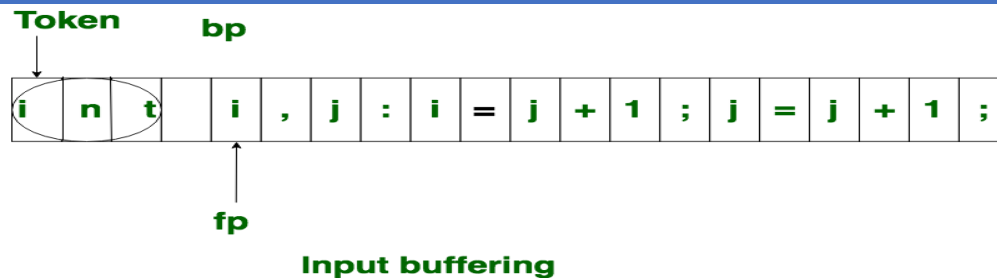 Token
bp
i n t i , j : i = j + 1 ; j = j + 1 ;
fp
Input buffering